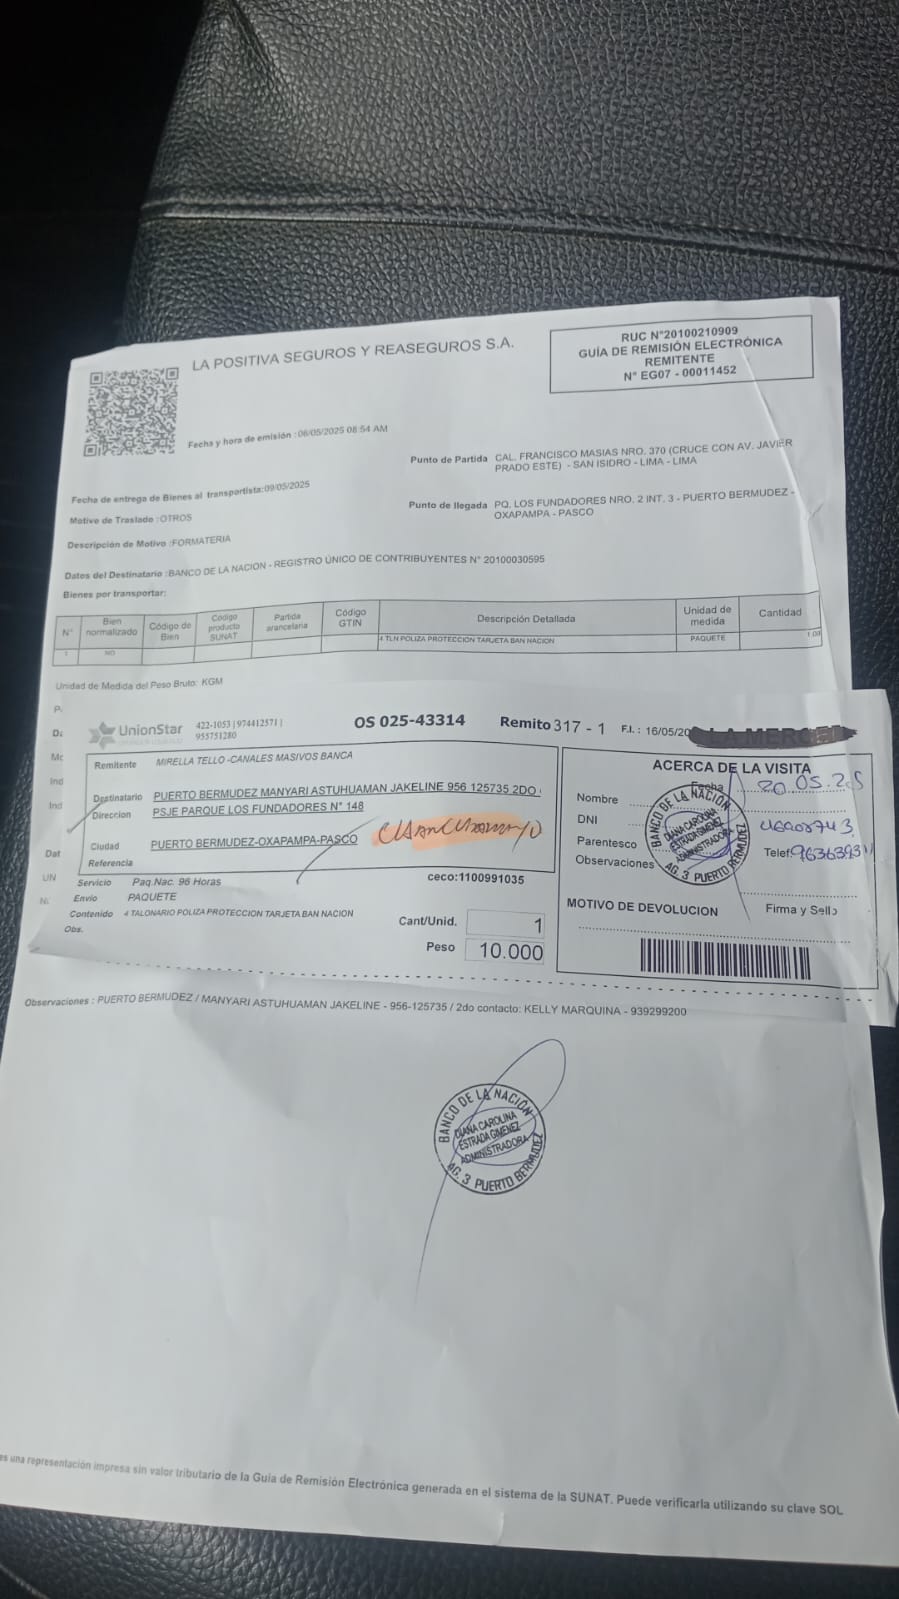 LA POSITIVA SEGUROS Y REASEGUROS S.A.
RUC N°20100210909
GUÍA DE REMISIÓN ELECTRÓNICA
REMITENTE
N° EG07 - 00011452
Fecha y hora de emisión :06/05/2025 08:54 AM
Punto de Partida CAL. FRANCISCO MASIAS NRO. 370 (CRUCE CON AV. JAVIER
PRADO ESTE) - SAN ISIDRO - LIMA - LIMA
Fecha de entrega de Bienes al transportista:09/05/2025
Punto de llegada PQ. LOS FUNDADORES NRO. 2 INT. 3 - PUERTO BERMUDEZ -
OXAPAMPA - PASCO
Motivo de Traslado :OTROS
Descripción de Motivo :FORMATERIA
Datos del Destinatario :BANCO DE LA NACION - REGISTRO ÚNICO DE CONTRIBUYENTES N° 20100030595
Bienes por transportar:
N° Bien normalizado Código de Bien Código producto SUNAT Partida arancelaria Código GTIN Descripción Detallada Unidad de medida Cantidad
1 NO 4 TLN POLIZA PROTECCION TARJETA BAN NACION PAQUETE 1.00
Unidad de Medida del Peso Bruto: KGM
UnionStar 422-1053 | 974412571 |
955751280
OS 025-43314 Remito 317 - 1 F.I. : 16/05/20 LA MERCED
Remitente MIRELLA TELLO -CANALES MASIVOS BANCA
Destinatario PUERTO BERMUDEZ MANYARI ASTUHUAMAN JAKELINE 956 125735 2DO
Direccion PSJE PARQUE LOS FUNDADORES N° 148
Ciudad PUERTO BERMUDEZ-OXAPAMPA-PASCO
Referencia
Servicio Paq.Nac. 96 Horas
ceco:1100991035
Envio PAQUETE
Contenido 4 TALONARIO POLIZA PROTECCION TARJETA BAN NACION
Obs.
Cant/Unid. 1
Peso 10.000
ACERCA DE LA VISITA
Fecha 20.05.25
Nombre
DNI
Parentesco
Telef.
Observaciones
BANCO DE LA NACIÓN
DIANA CAROLINA
ESTRADA GIMENEZ
ADMINISTRADORA
AG. 3 PUERTO BERMUDEZ
MOTIVO DE DEVOLUCION
Firma y Sello
Observaciones : PUERTO BERMUDEZ / MANYARI ASTUHUAMAN JAKELINE - 956-125735 / 2do contacto: KELLY MARQUINA - 939299200
BANCO DE LA NACIÓN
DIANA CAROLINA
ESTRADA GIMENEZ
ADMINISTRADORA
AG. 3 PUERTO BERMUDEZ
es una representación impresa sin valor tributario de la Guía de Remisión Electrónica generada en el sistema de la SUNAT. Puede verificarla utilizando su clave SOL